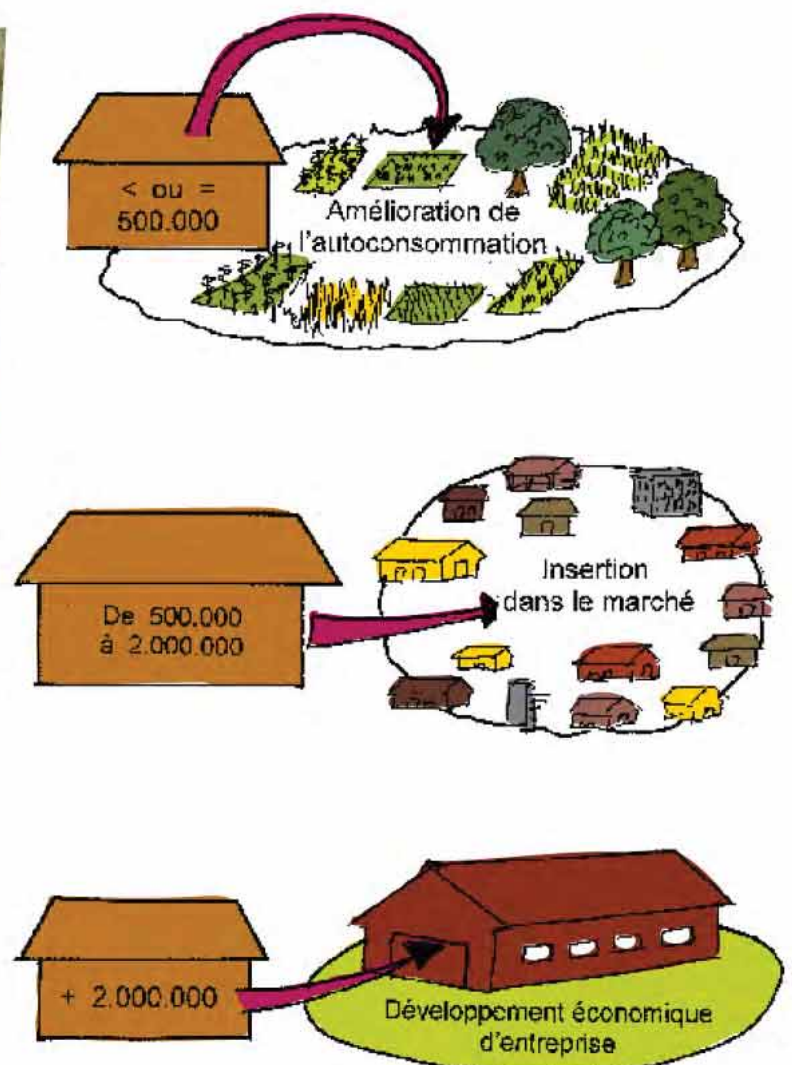 < ou =
500.000
Amélioration de
l'autoconsommation
De 500.000
à 2.000.000
Insertion
dans le marché
+ 2.000.000
Développement économique
d'entreprise